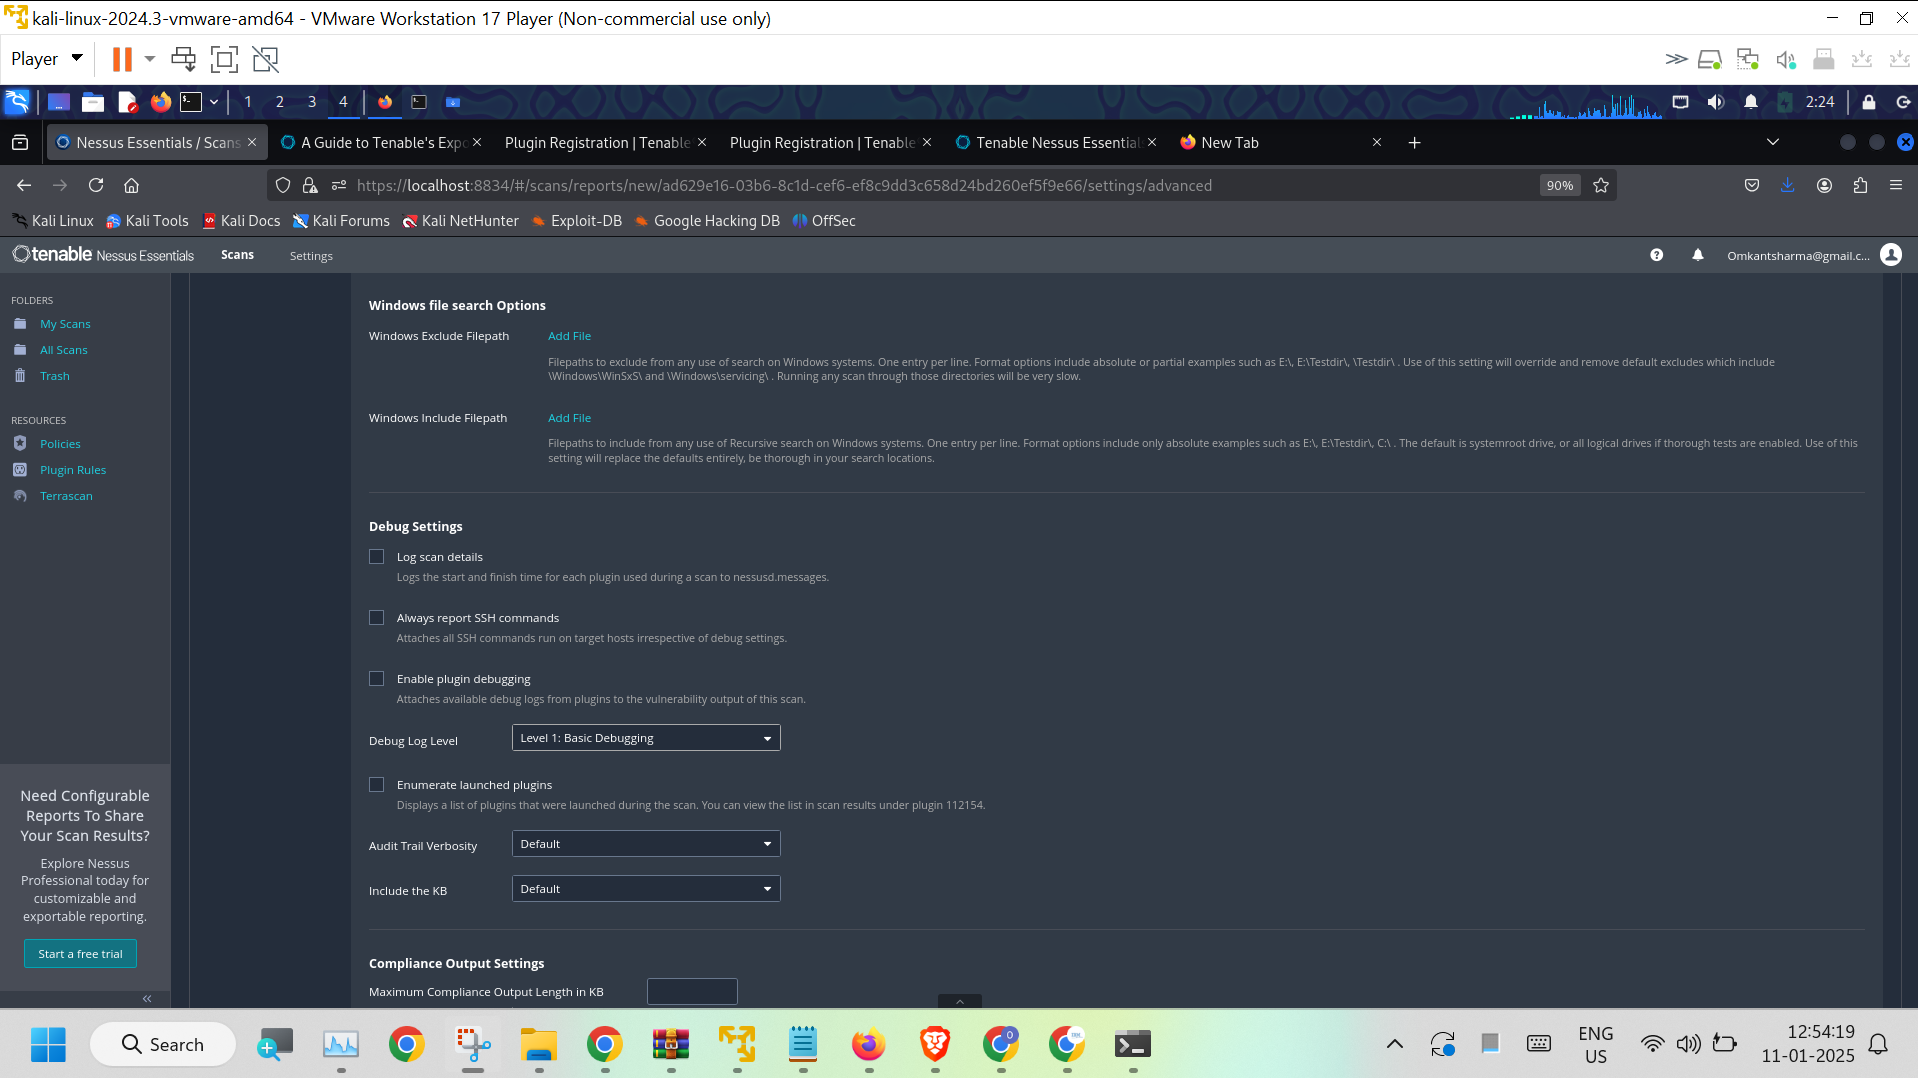 kali-linux-2024.3-vmware-amd64 - VMware Workstation 17 Player (Non-commercial use only)
Player
1 2 3 4
2:24
Nessus Essentials / Scans
A Guide to Tenable's Expo
Plugin Registration | Tenable
Plugin Registration | Tenable
Tenable Nessus Essential
New Tab
https://localhost:8834/#/scans/reports/new/ad629e16-03b6-8c1d-cef6-ef8c9dd3c658d24bd260ef5f9e66/settings/advanced
90%
Kali Linux
Kali Tools
Kali Docs
Kali Forums
Kali NetHunter
Exploit-DB
Google Hacking DB
OffSec
tenable Nessus Essentials
Scans
Settings
Omkantsharma@gmail.c...
FOLDERS
My Scans
All Scans
Trash
RESOURCES
Policies
Plugin Rules
Terrascan
Need Configurable
Reports To Share
Your Scan Results?
Explore Nessus
Professional today for
customizable and
exportable reporting.
Start a free trial
Windows file search Options
Windows Exclude Filepath
Add File
Filepaths to exclude from any use of search on Windows systems. One entry per line. Format options include absolute or partial examples such as E:\, E:\Testdir\, \Testdir\ . Use of this setting will override and remove default excludes which include
\Windows\WinSxS\ and \Windows\servicing\ . Running any scan through those directories will be very slow.
Windows Include Filepath
Add File
Filepaths to include from any use of Recursive search on Windows systems. One entry per line. Format options include only absolute examples such as E:\, E:\Testdir\, C:\ . The default is systemroot drive, or all logical drives if thorough tests are enabled. Use of this
setting will replace the defaults entirely, be thorough in your search locations.
Debug Settings
Log scan details
Logs the start and finish time for each plugin used during a scan to nessusd.messages.
Always report SSH commands
Attaches all SSH commands run on target hosts irrespective of debug settings.
Enable plugin debugging
Attaches available debug logs from plugins to the vulnerability output of this scan.
Debug Log Level
Level 1: Basic Debugging
Enumerate launched plugins
Displays a list of plugins that were launched during the scan. You can view the list in scan results under plugin 112154.
Audit Trail Verbosity
Default
Include the KB
Default
Compliance Output Settings
Maximum Compliance Output Length in KB
Search
ENG
US
12:54:19
11-01-2025